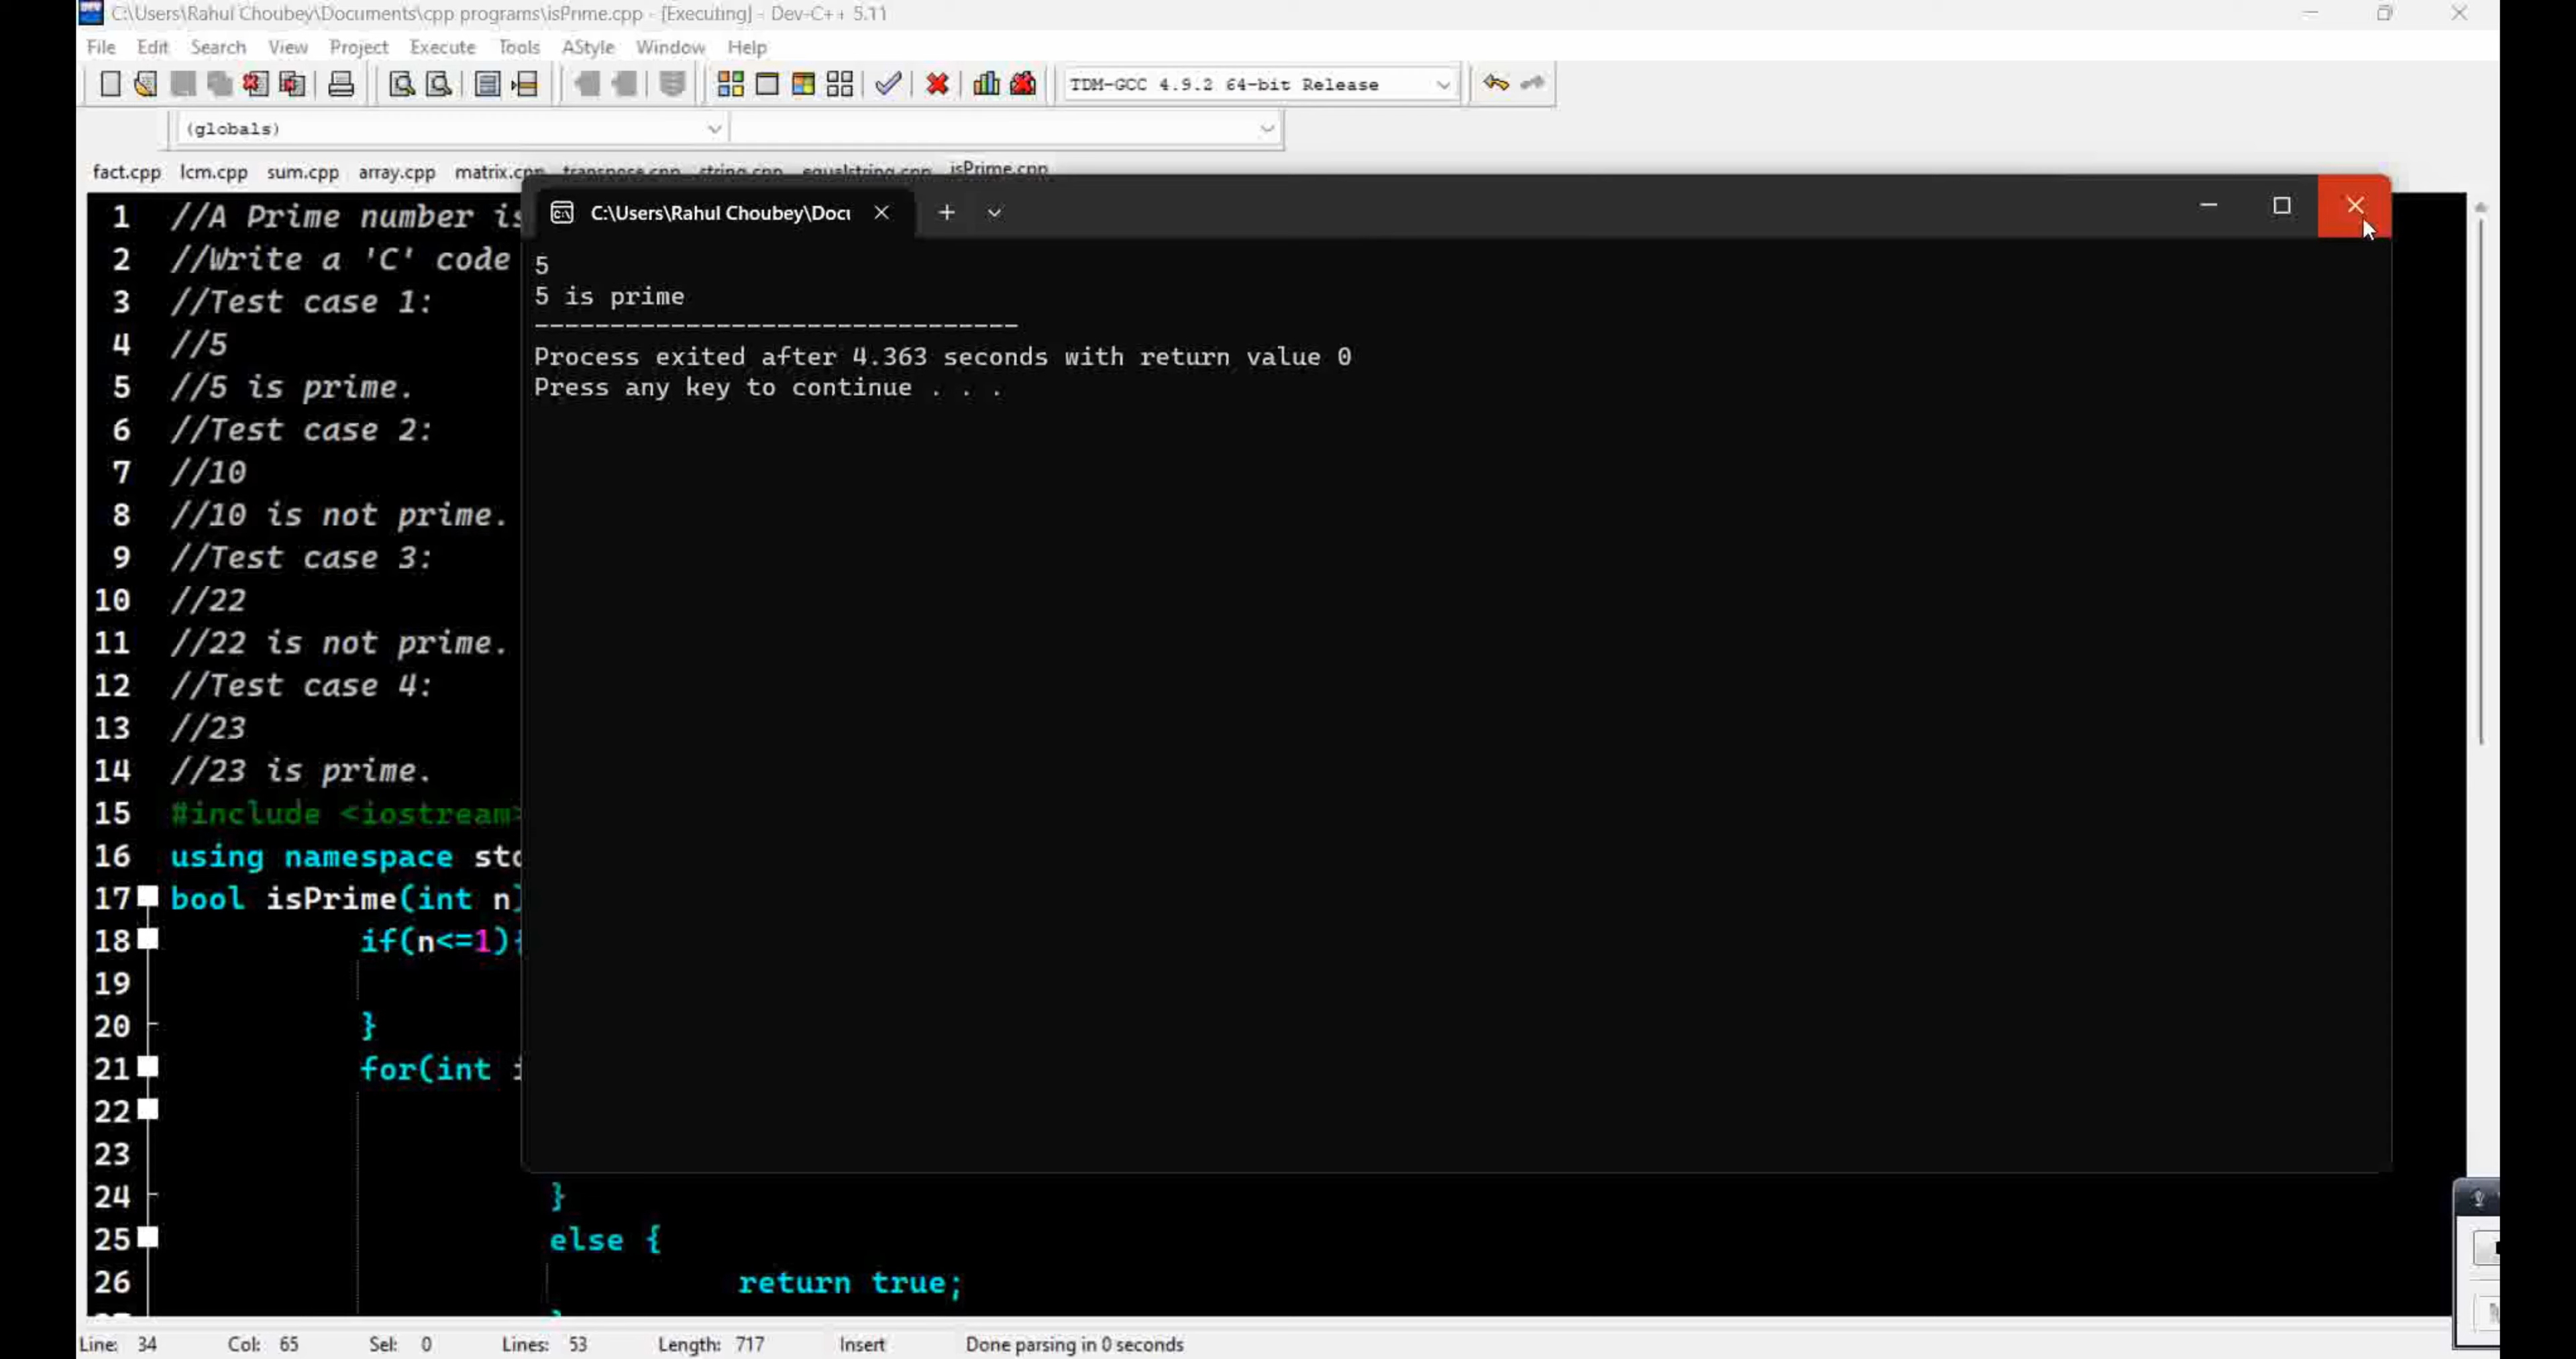 C:\Users\Rahul Choubey\Documents\cpp programs\isPrime.cpp - [Executing] - Dev-C++ 5.11
File Edit Search View Project Execute Tools AStyle Window Help
TDM-GCC 4.9.2 64-bit Release
(globals)
fact.cpp lcm.cpp sum.cpp array.cpp matrix.cpp transpose.cpp string.cpp equalstring.cpp isPrime.cpp
C:\Users\Rahul Choubey\Docu
5
5 is prime
--------------------------------
Process exited after 4.363 seconds with return value 0
Press any key to continue . . .
1 //A Prime number is
2 //Write a 'C' code
3 //Test case 1:
4 //5
5 //5 is prime.
6 //Test case 2:
7 //10
8 //10 is not prime.
9 //Test case 3:
10 //22
11 //22 is not prime.
12 //Test case 4:
13 //23
14 //23 is prime.
15 #include <iostream>
16 using namespace std
17 bool isPrime(int n)
18 if(n<=1){
19
20 }
21 for(int i
22
23
24 }
25 else {
26 return true;
Line: 34 Col: 65 Sel: 0 Lines: 53 Length: 717 Insert Done parsing in 0 seconds